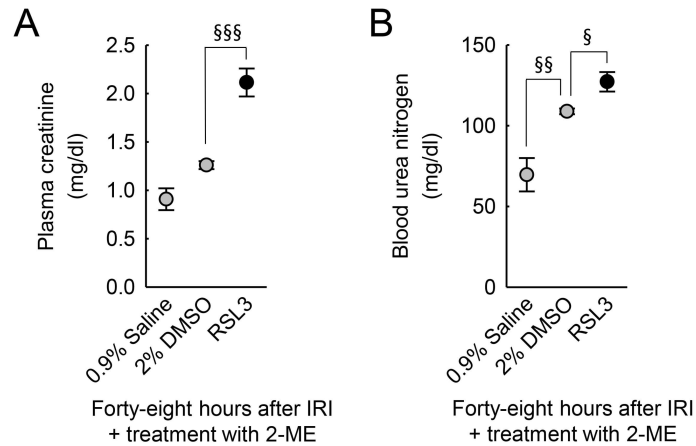 A
Plasma creatinine
(mg/dl)
2.5
2.0
1.5
1.0
0.5
0.0
§§§
0.9% Saline
2% DMSO
RSL3
Forty-eight hours after IRI
+ treatment with 2-ME
B
Blood urea nitrogen
(mg/dl)
150
100
50
0
§§
§
0.9% Saline
2% DMSO
RSL3
Forty-eight hours after IRI
+ treatment with 2-ME